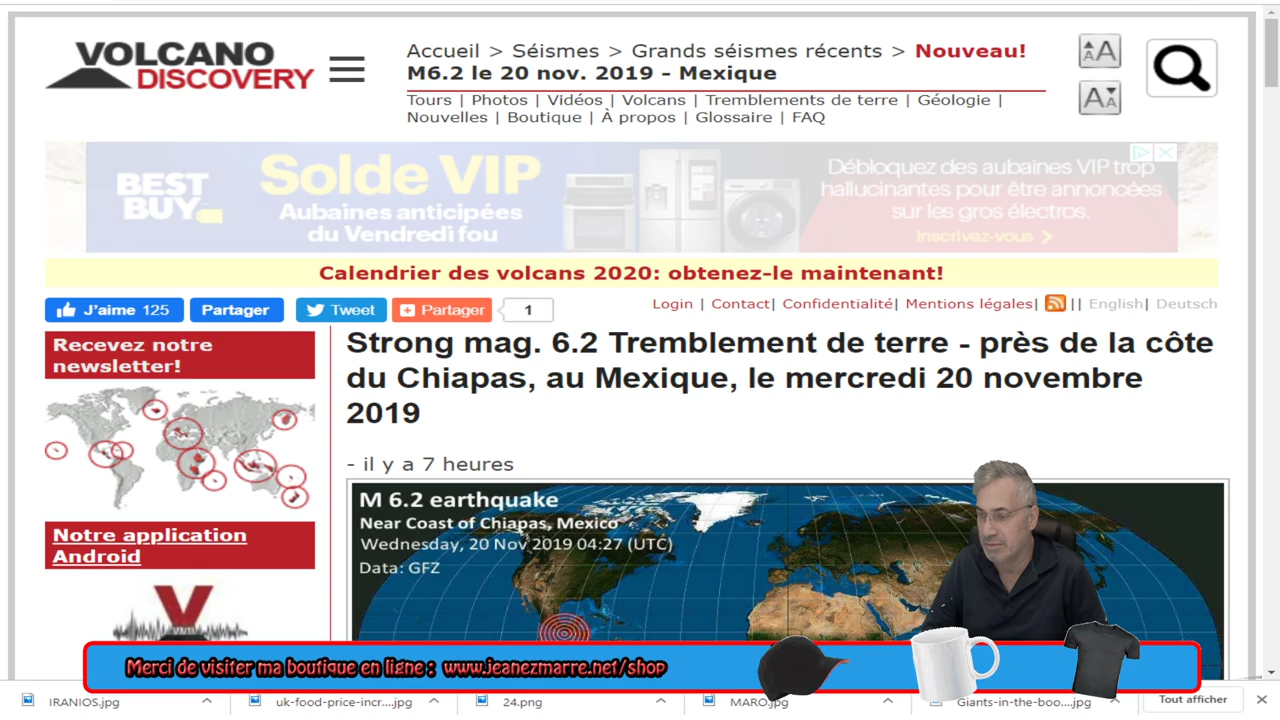 VOLCANO
DISCOVERY
Accueil > Séismes > Grands séismes récents > Nouveau!
M6.2 le 20 nov. 2019 - Mexique
Tours | Photos | Vidéos | Volcans | Tremblements de terre | Géologie |
Nouvelles | Boutique | À propos | Glossaire | FAQ
AA
AA
BEST
BUY
Solde VIP
Aubaines anticipées
du Vendredi fou
Débloquez des aubaines VIP trop
hallucinantes pour être annoncées
sur les gros électros.
Inscrivez-vous >
Calendrier des volcans 2020: obtenez-le maintenant!
J'aime 125
Partager
Tweet
Partager
1
Login | Contact| Confidentialité| Mentions légales| || English| Deutsch
Recevez notre
newsletter!
Strong mag. 6.2 Tremblement de terre - près de la côte
du Chiapas, au Mexique, le mercredi 20 novembre
2019
- il y a 7 heures
M 6.2 earthquake
Near Coast of Chiapas, Mexico
Wednesday, 20 Nov 2019 04:27 (UTC)
Data: GFZ
Notre application
Android
Merci de visiter ma boutique en ligne : www.jeanezmarre.net/shop
IRANIOS.jpg
uk-food-price-incr....jpg
24.png
MARO.jpg
Giants-in-the-boo....jpg
Tout afficher